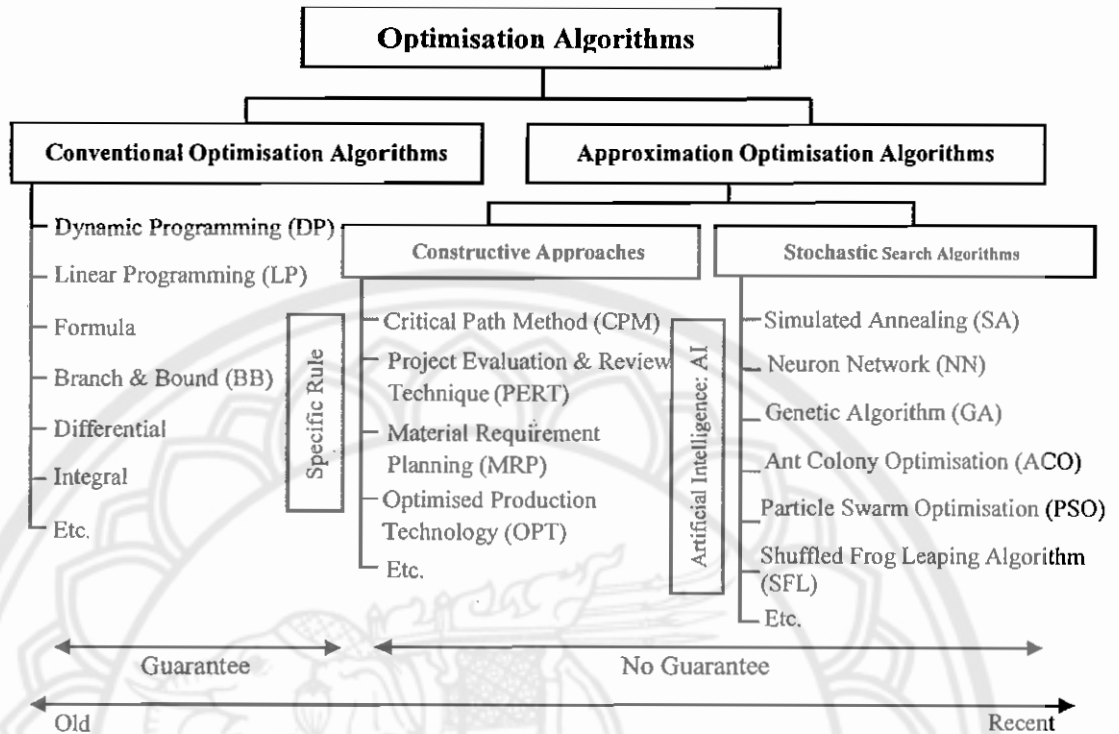 Optimisation Algorithms
Conventional Optimisation Algorithms
Approximation Optimisation Algorithms
Dynamic Programming (DP)
Linear Programming (LP)
Formula
Branch & Bound (BB)
Differential
Integral
Etc.
Specific Rule
Constructive Approaches
Critical Path Method (CPM)
Project Evaluation & Review
Technique (PERT)
Material Requirement
Planning (MRP)
Optimised Production
Technology (OPT)
Etc.
Artificial Intelligence: AI
Stochastic Search Algorithms
Simulated Annealing (SA)
Neuron Network (NN)
Genetic Algorithm (GA)
Ant Colony Optimisation (ACO)
Particle Swarm Optimisation (PSO)
Shuffled Frog Leaping Algorithm
(SFL)
Etc.
Guarantee
No Guarantee
Old
Recent